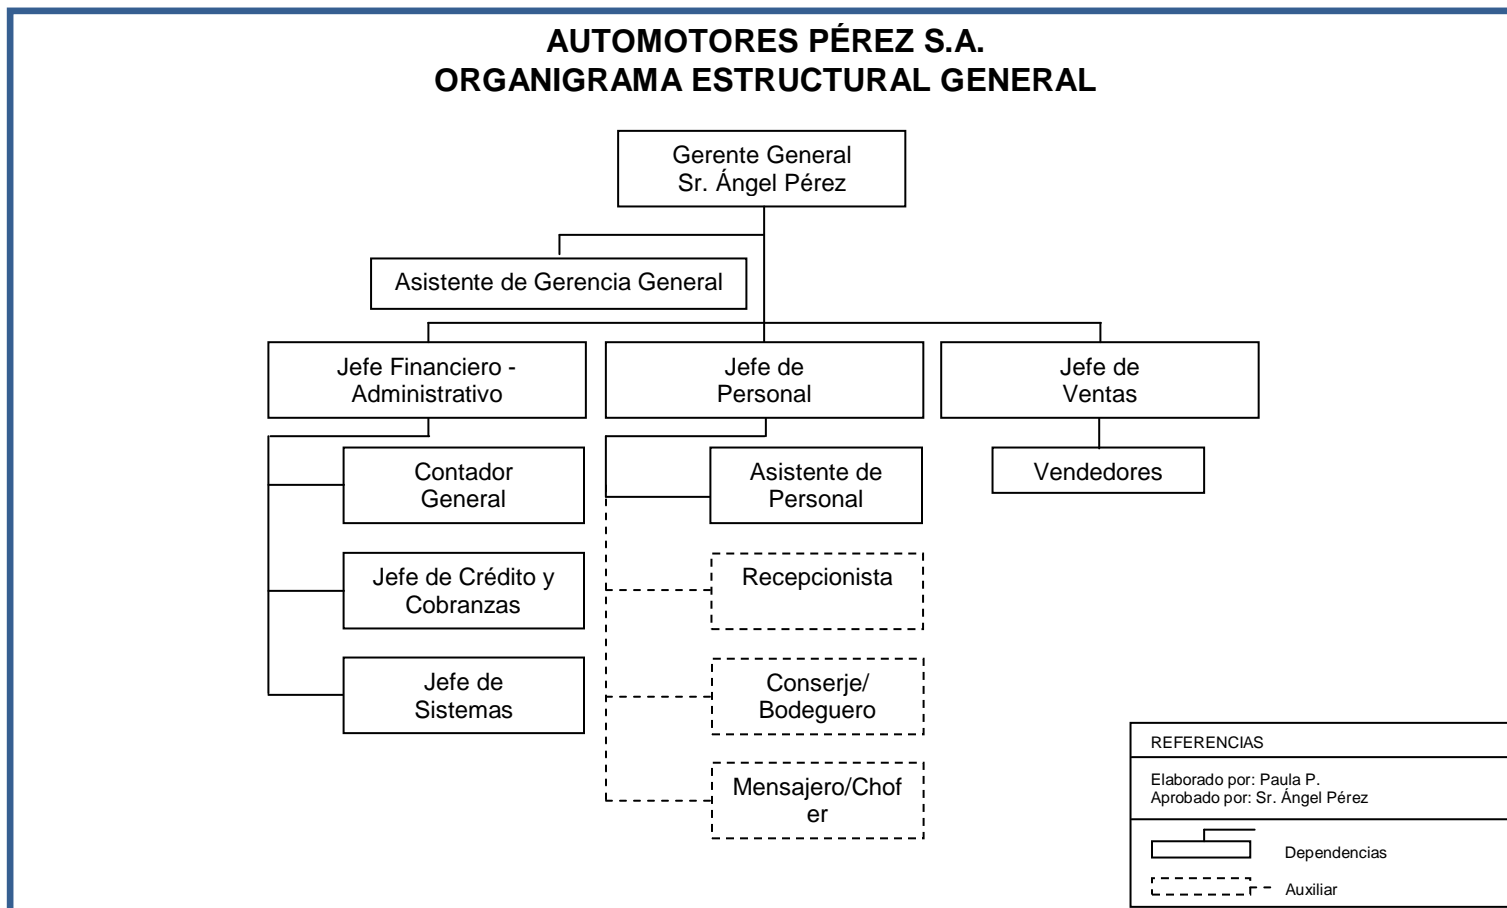 AUTOMOTORES PÉREZ S.A.
ORGANIGRAMA ESTRUCTURAL GENERAL
Gerente General
Sr. Ángel Pérez
Asistente de Gerencia General
Jefe Financiero -
Administrativo
Jefe de
Personal
Jefe de
Ventas
Contador
General
Asistente de
Personal
Vendedores
Jefe de Crédito y
Cobranzas
Recepcionista
Jefe de
Sistemas
Conserje/
Bodeguero
Mensajero/Chof
er
REFERENCIAS
Elaborado por: Paula P.
Aprobado por: Sr. Ángel Pérez
Dependencias
Auxiliar